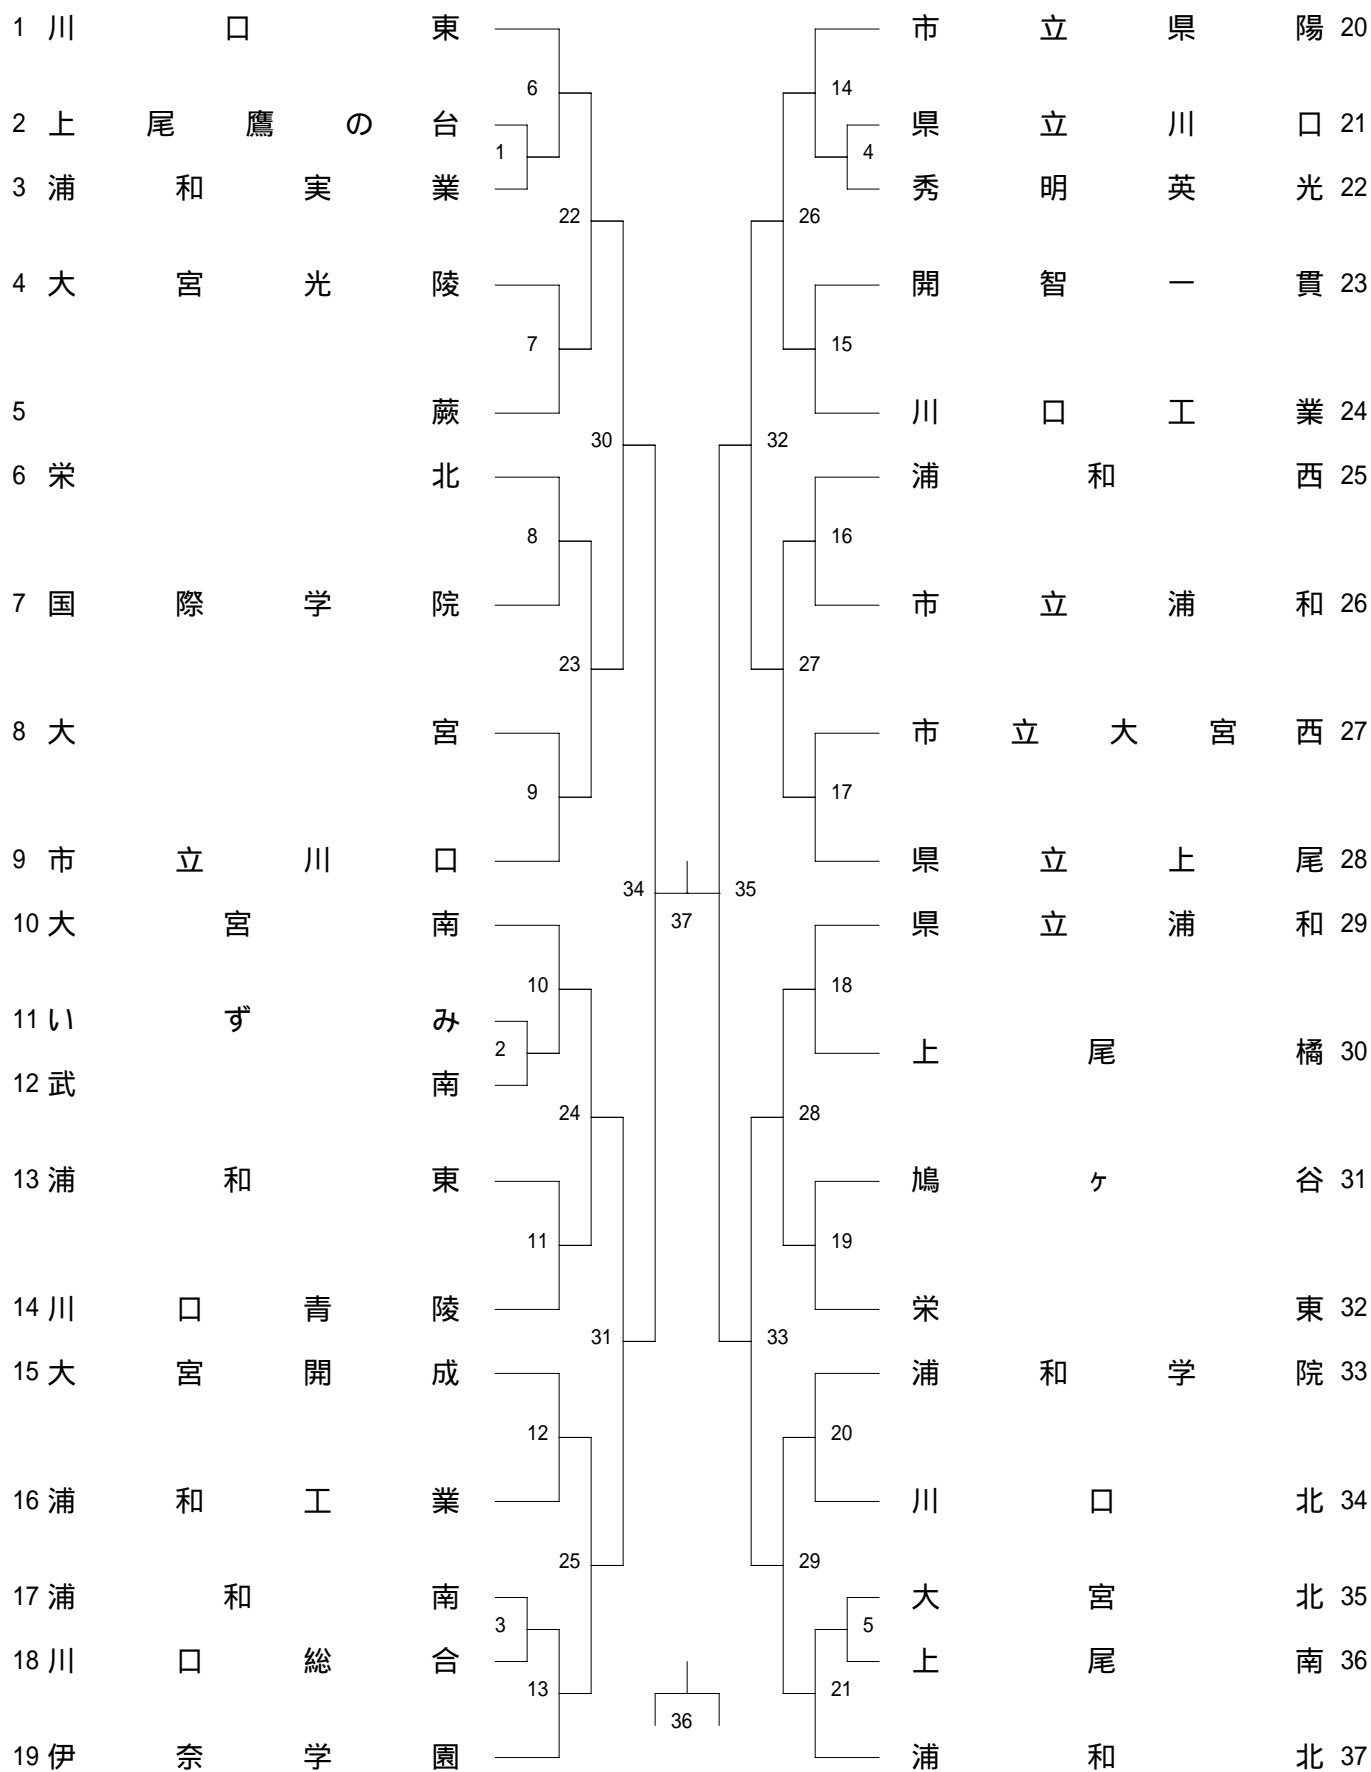 1 川口東
6
2 上尾鷹の台
1
3 浦和実業
22
4 大宮光陵
7
5 蕨
30
6 栄北
8
7 国際学院
23
8 大宮
9
9 市立川口
34
10 大宮南
10
11 いずみ
2
12 武南
24
13 浦和東
11
14 川口青陵
31
15 大宮開成
12
16 浦和工業
25
17 浦和南
3
18 川口総合
13
19 伊奈学園
37
36
市立県陽 20
14
県立川口 21
4
秀明英光 22
26
開智一貫 23
15
川口工業 24
32
浦和西 25
16
市立浦和 26
27
市立大宮西 27
17
県立上尾 28
35
県立浦和 29
18
上尾橘 30
28
鳩ヶ谷 31
19
栄東 32
33
浦和学院 33
20
川口北 34
29
大宮北 35
5
上尾南 36
21
浦和北 37